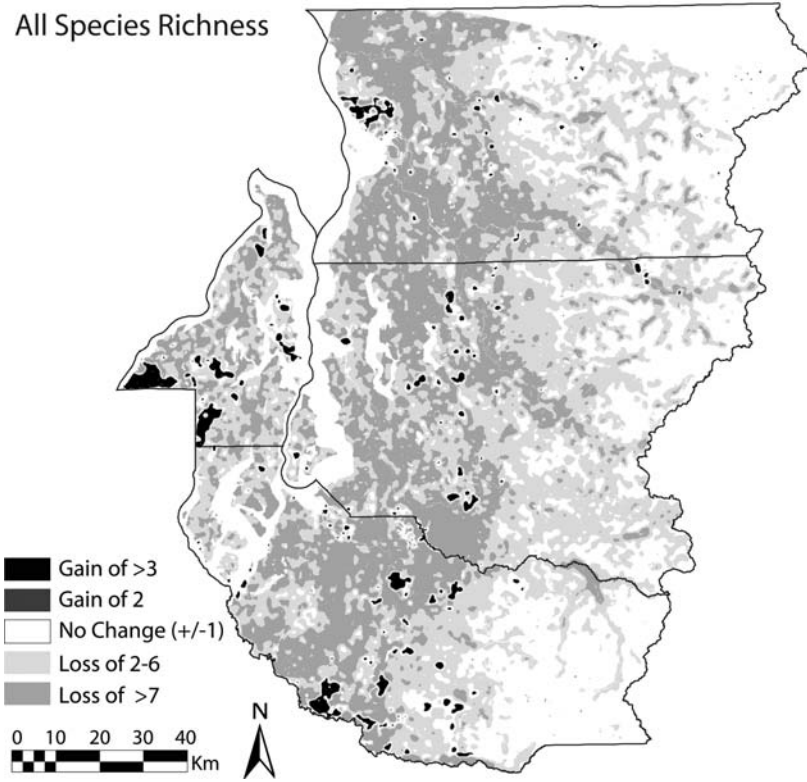 All Species Richness
Gain of >3
Gain of 2
No Change (+/-1)
Loss of 2-6
Loss of >7
0 10 20 30 40
Km
N